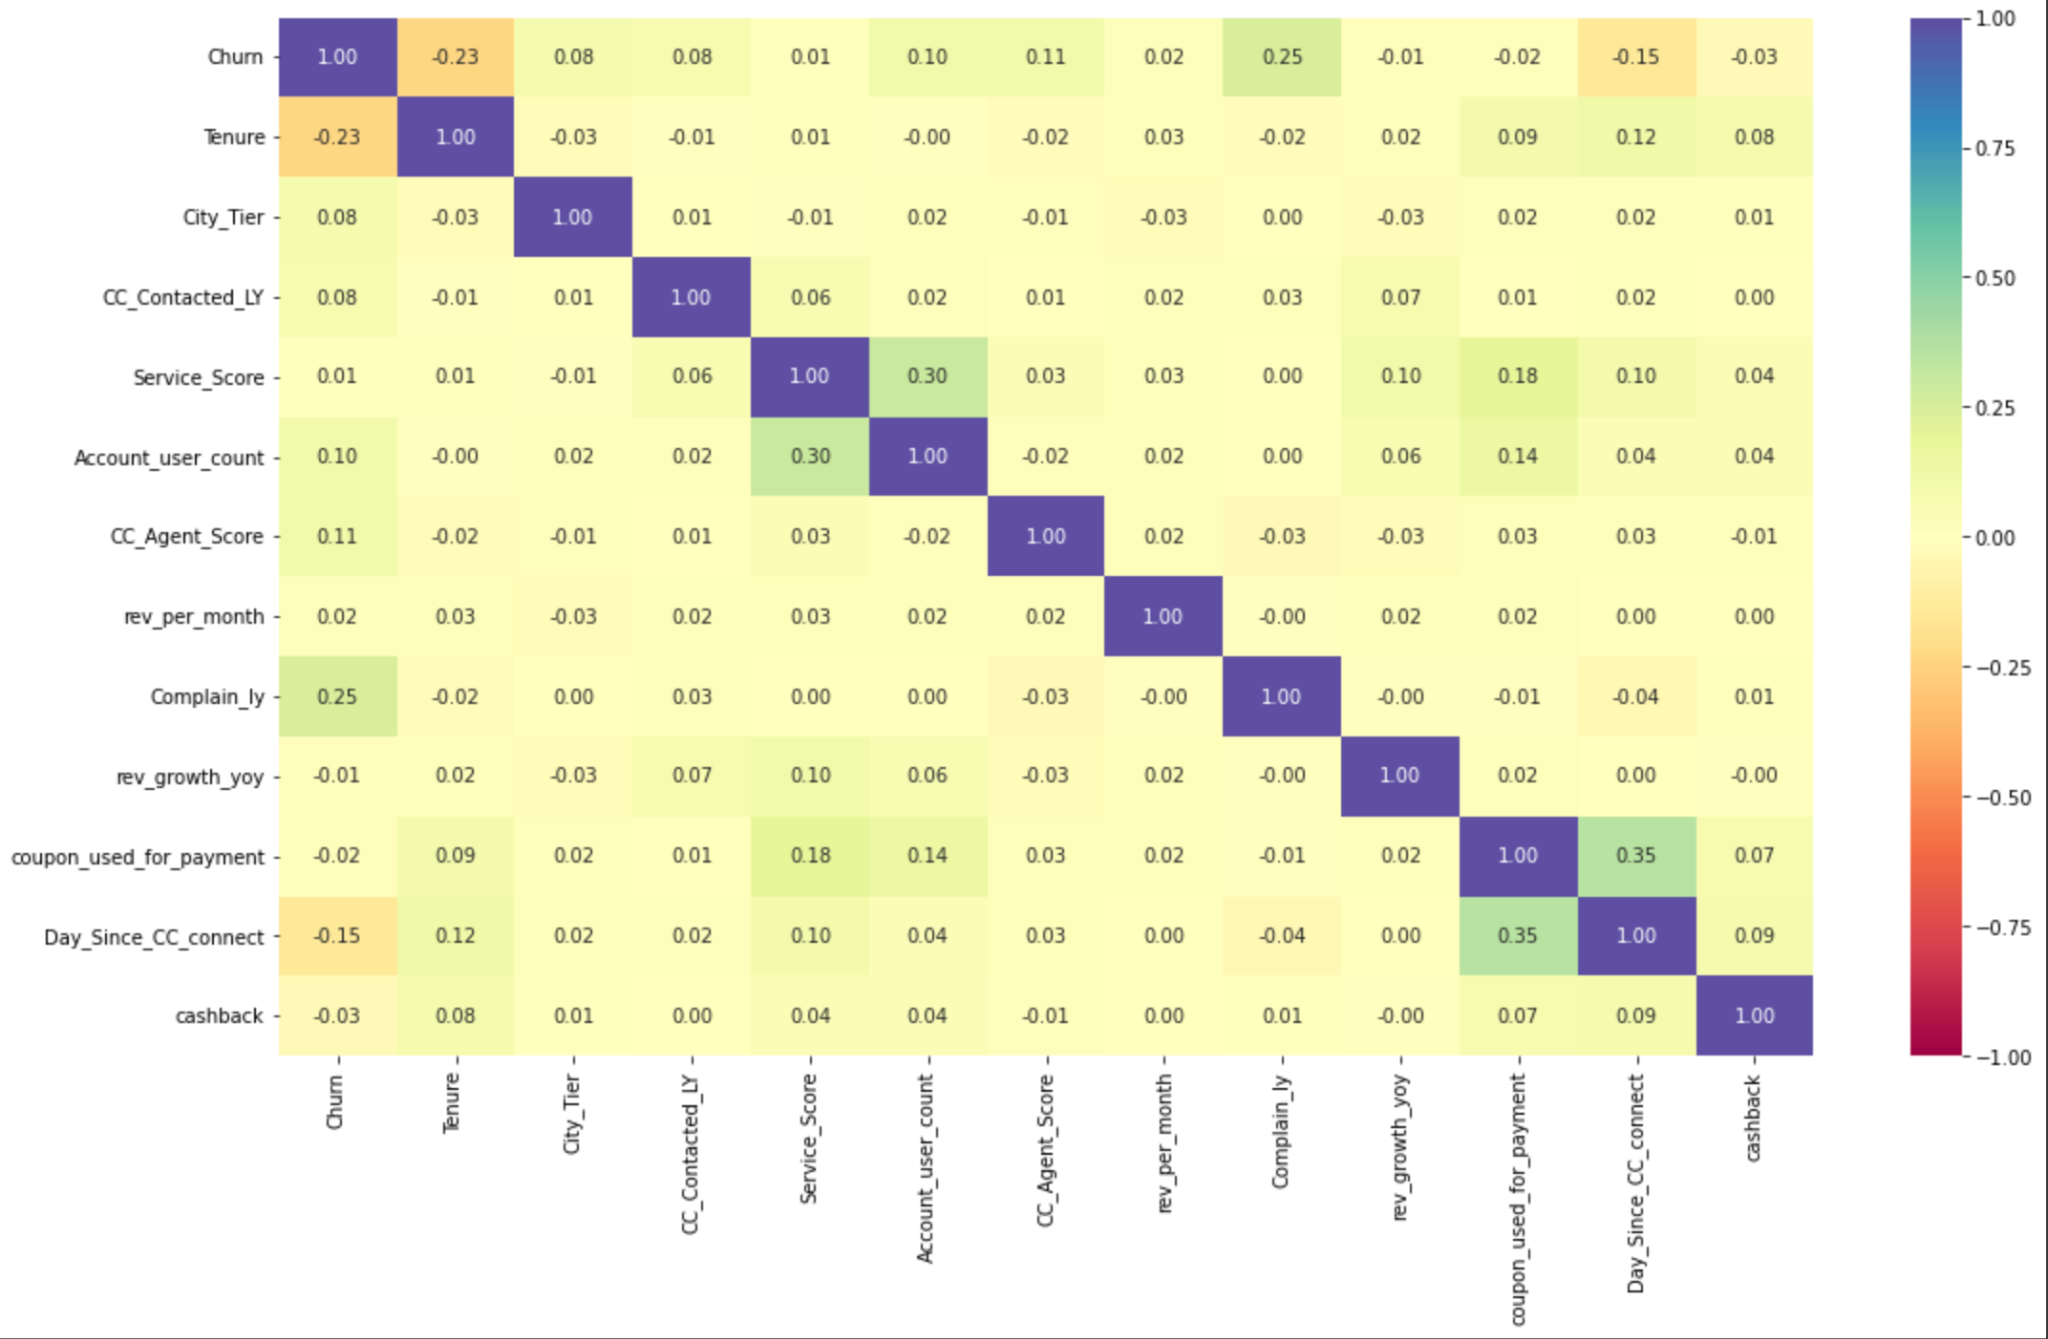 Churn 1.00 -0.23 0.08 0.08 0.01 0.10 0.11 0.02 0.25 -0.01 -0.02 -0.15 -0.03
Tenure -0.23 1.00 -0.03 -0.01 0.01 -0.00 -0.02 0.03 -0.02 0.02 0.09 0.12 0.08
City_Tier 0.08 -0.03 1.00 0.01 -0.01 0.02 -0.01 -0.03 0.00 -0.03 0.02 0.02 0.01
CC_Contacted_LY 0.08 -0.01 0.01 1.00 0.06 0.02 0.01 0.02 0.03 0.07 0.01 0.02 0.00
Service_Score 0.01 0.01 -0.01 0.06 1.00 0.30 0.03 0.03 0.00 0.10 0.18 0.10 0.04
Account_user_count 0.10 -0.00 0.02 0.02 0.30 1.00 -0.02 0.02 0.00 0.06 0.14 0.04 0.04
CC_Agent_Score 0.11 -0.02 -0.01 0.01 0.03 -0.02 1.00 0.02 -0.03 -0.03 0.03 0.03 -0.01
rev_per_month 0.02 0.03 -0.03 0.02 0.03 0.02 0.02 1.00 -0.00 0.02 0.02 0.00 0.00
Complain_ly 0.25 -0.02 0.00 0.03 0.00 0.00 -0.03 -0.00 1.00 -0.00 -0.01 -0.04 0.01
rev_growth_yoy -0.01 0.02 -0.03 0.07 0.10 0.06 -0.03 0.02 -0.00 1.00 0.02 0.00 -0.00
coupon_used_for_payment -0.02 0.09 0.02 0.01 0.18 0.14 0.03 0.02 -0.01 0.02 1.00 0.35 0.07
Day_Since_CC_connect -0.15 0.12 0.02 0.02 0.10 0.04 0.03 0.00 -0.04 0.00 0.35 1.00 0.09
cashback -0.03 0.08 0.01 0.00 0.04 0.04 -0.01 0.00 0.01 -0.00 0.07 0.09 1.00
Churn
Tenure
City_Tier
CC_Contacted_LY
Service_Score
Account_user_count
CC_Agent_Score
rev_per_month
Complain_ly
rev_growth_yoy
coupon_used_for_payment
Day_Since_CC_connect
cashback
1.00
0.75
0.50
0.25
0.00
−0.25
−0.50
−0.75
−1.00